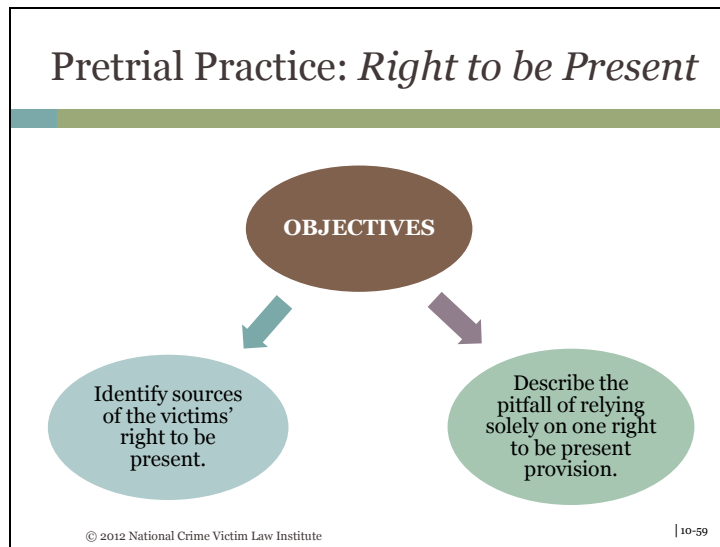 Pretrial Practice: Right to be Present
OBJECTIVES
Identify sources
of the victims’
right to be
present.
Describe the
pitfall of relying
solely on one right
to be present
provision.
© 2012 National Crime Victim Law Institute
| 10-59